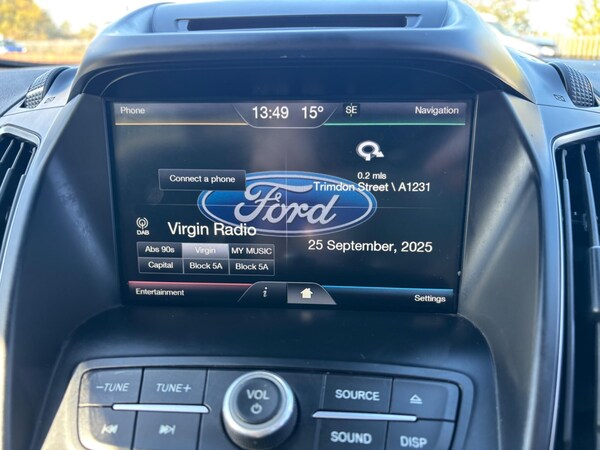 Phone
13:49 15° SE
Navigation
0.2 mls
Trimdon Street \ A1231
Connect a phone
Ford
DAB
Virgin Radio
25 September, 2025
Abs 90s Virgin MY MUSIC
Capital Block 5A Block 5A
Entertainment
i
Settings
−TUNE TUNE+
VOL
SOURCE
SOUND
DISP